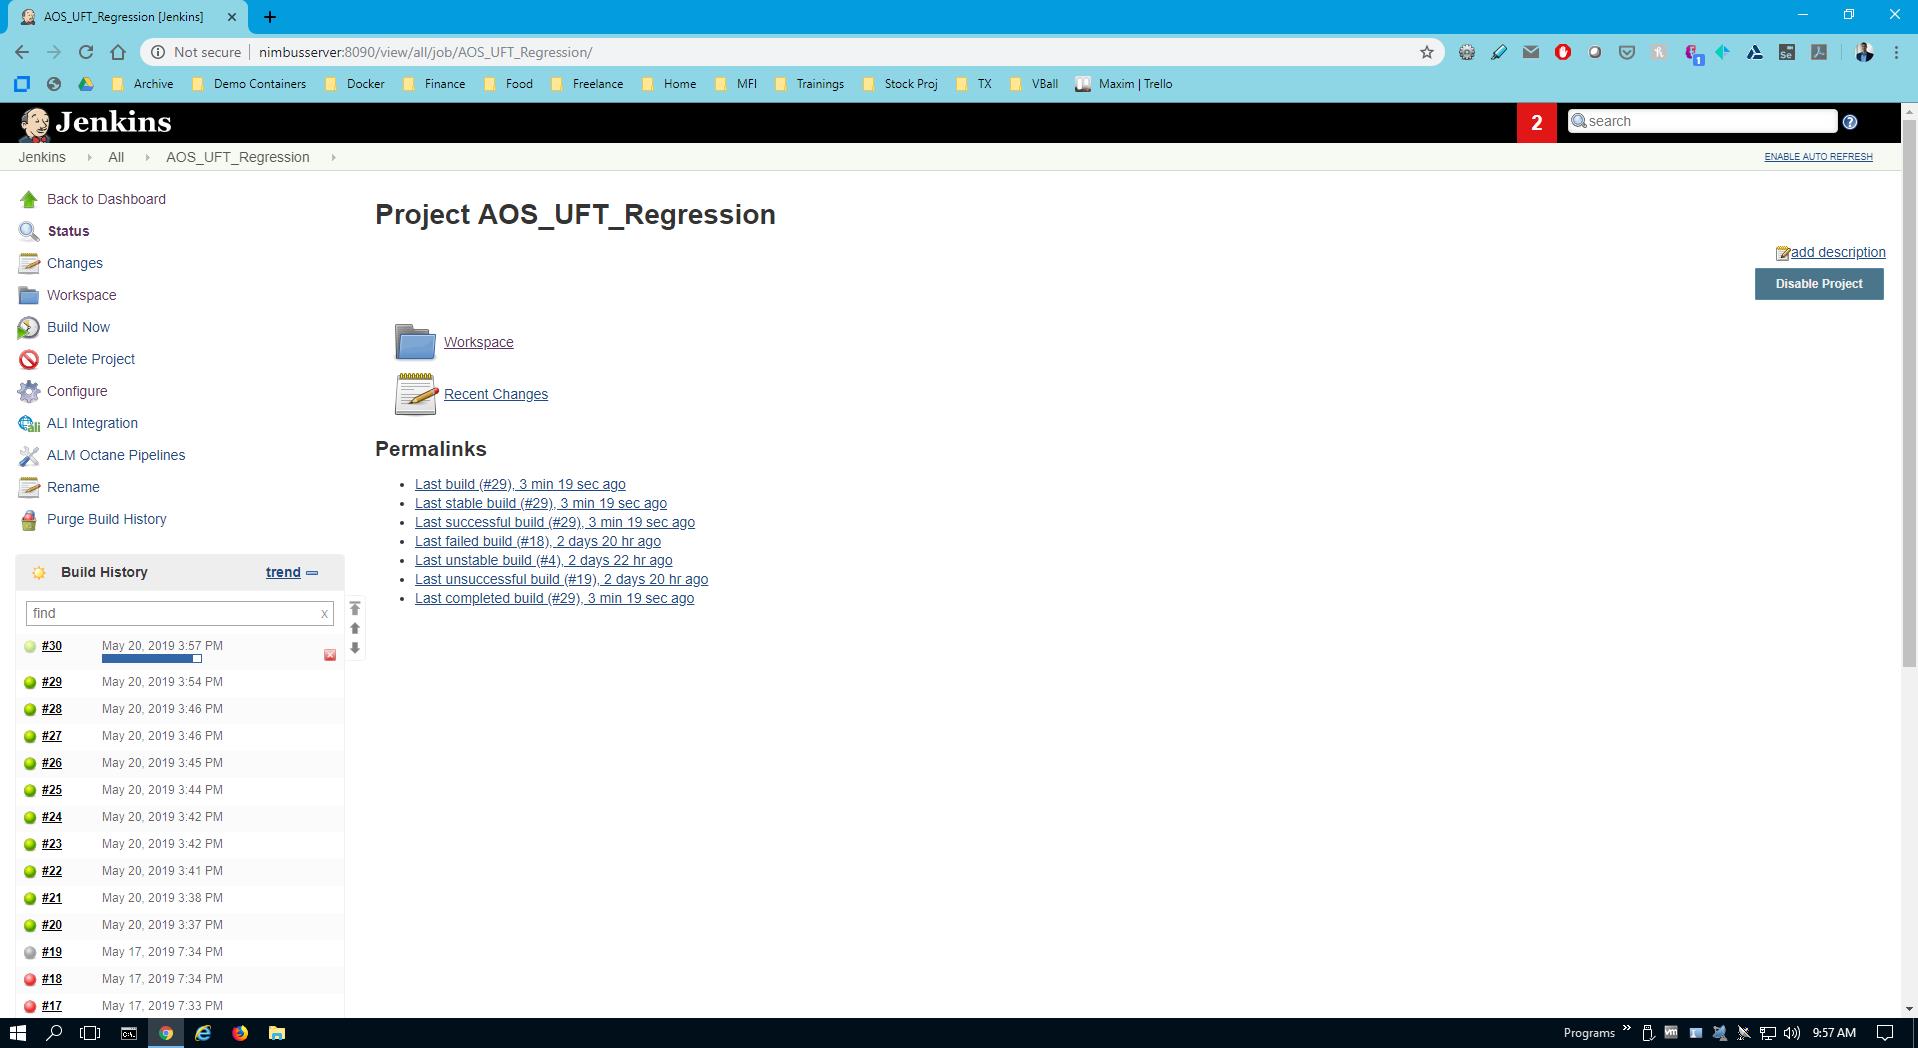 AOS_UFT_Regression [Jenkins]
Not secure | nimbusserver:8090/view/all/job/AOS_UFT_Regression/
1
Archive Demo Containers Docker Finance Food Freelance Home MFI Trainings Stock Proj TX VBall Maxim | Trello
Jenkins
2
search
Jenkins All AOS_UFT_Regression
ENABLE AUTO REFRESH
Back to Dashboard
Status
Changes
Workspace
Build Now
Delete Project
Configure
ALI Integration
ALM Octane Pipelines
Rename
Purge Build History
Project AOS_UFT_Regression
add description
Disable Project
Workspace
Recent Changes
Permalinks
Last build (#29), 3 min 19 sec ago
Last stable build (#29), 3 min 19 sec ago
Last successful build (#29), 3 min 19 sec ago
Last failed build (#18), 2 days 20 hr ago
Last unstable build (#4), 2 days 22 hr ago
Last unsuccessful build (#19), 2 days 20 hr ago
Last completed build (#29), 3 min 19 sec ago
Build History trend
find x
#30 May 20, 2019 3:57 PM
#29 May 20, 2019 3:54 PM
#28 May 20, 2019 3:46 PM
#27 May 20, 2019 3:46 PM
#26 May 20, 2019 3:45 PM
#25 May 20, 2019 3:44 PM
#24 May 20, 2019 3:42 PM
#23 May 20, 2019 3:42 PM
#22 May 20, 2019 3:41 PM
#21 May 20, 2019 3:38 PM
#20 May 20, 2019 3:37 PM
#19 May 17, 2019 7:34 PM
#18 May 17, 2019 7:34 PM
#17 May 17, 2019 7:33 PM
Programs 9:57 AM